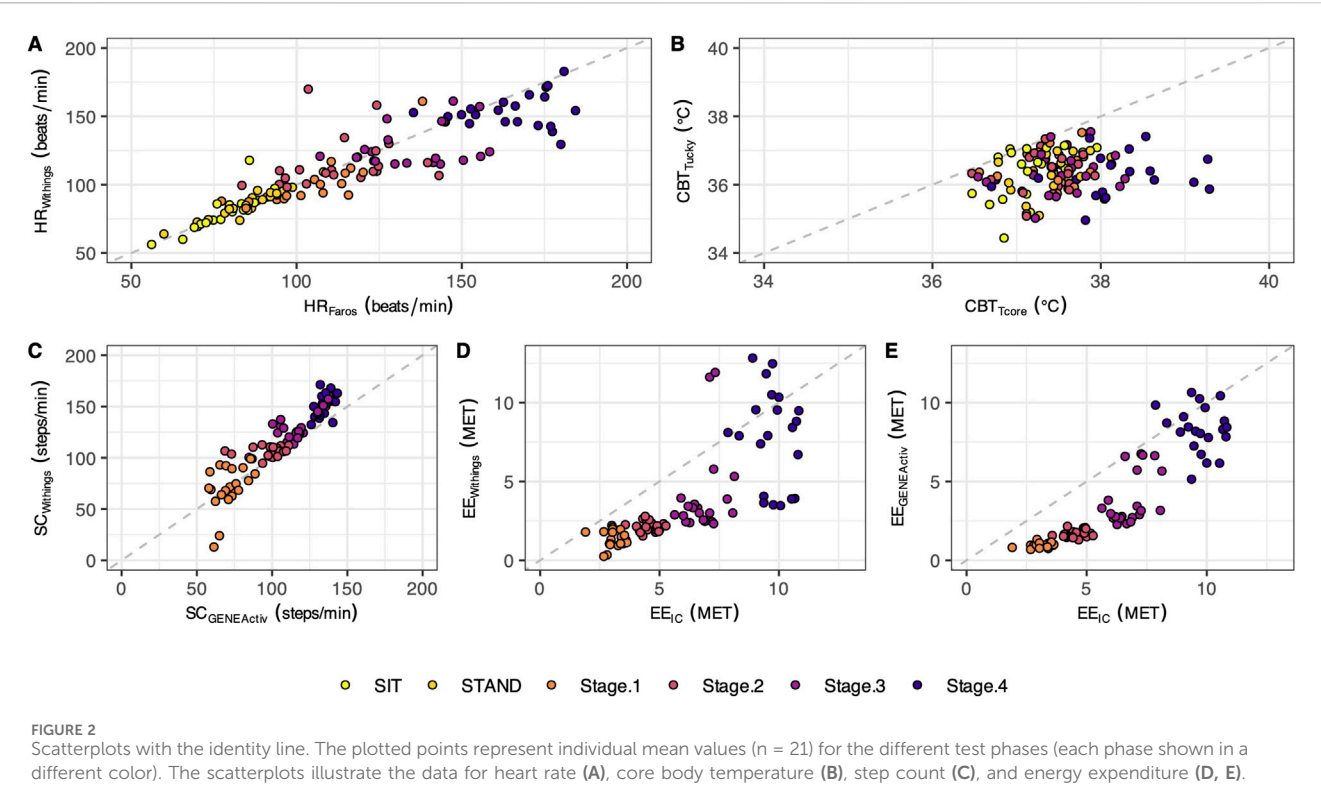 A
B
200
150
100
50
HRWithings (beats/min)
50 100 150 200
HRFaros (beats/min)
40
38
36
34
CBTTucky (°C)
34 36 38 40
CBTTcore (°C)
C
D
E
200
150
100
50
0
SCWithings (steps/min)
0 50 100 150 200
SCGENEActiv (steps/min)
10
5
0
EEWithings (MET)
0 5 10
EEIC (MET)
10
5
0
EEGENEActiv (MET)
0 5 10
EEIC (MET)
SIT STAND Stage.1 Stage.2 Stage.3 Stage.4
FIGURE 2
Scatterplots with the identity line. The plotted points represent individual mean values (n = 21) for the different test phases (each phase shown in a
different color). The scatterplots illustrate the data for heart rate (A), core body temperature (B), step count (C), and energy expenditure (D, E).